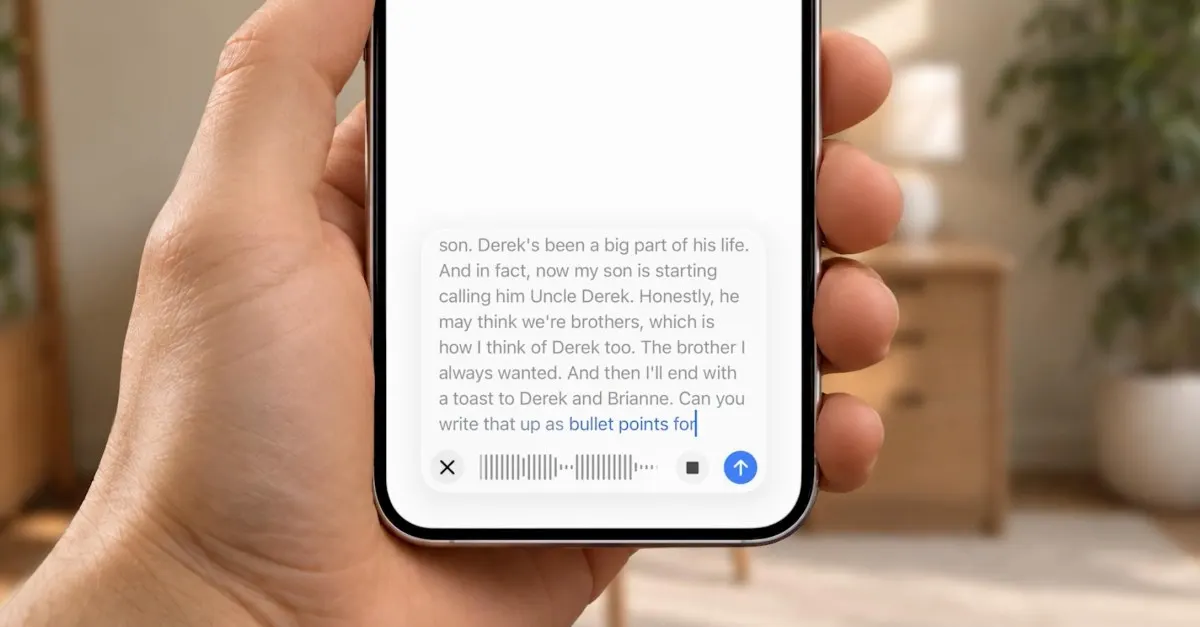 son. Derek's been a big part of his life.
And in fact, now my son is starting
calling him Uncle Derek. Honestly, he
may think we're brothers, which is
how I think of Derek too. The brother I
always wanted. And then I'll end with
a toast to Derek and Brianne. Can you
write that up as bullet points for